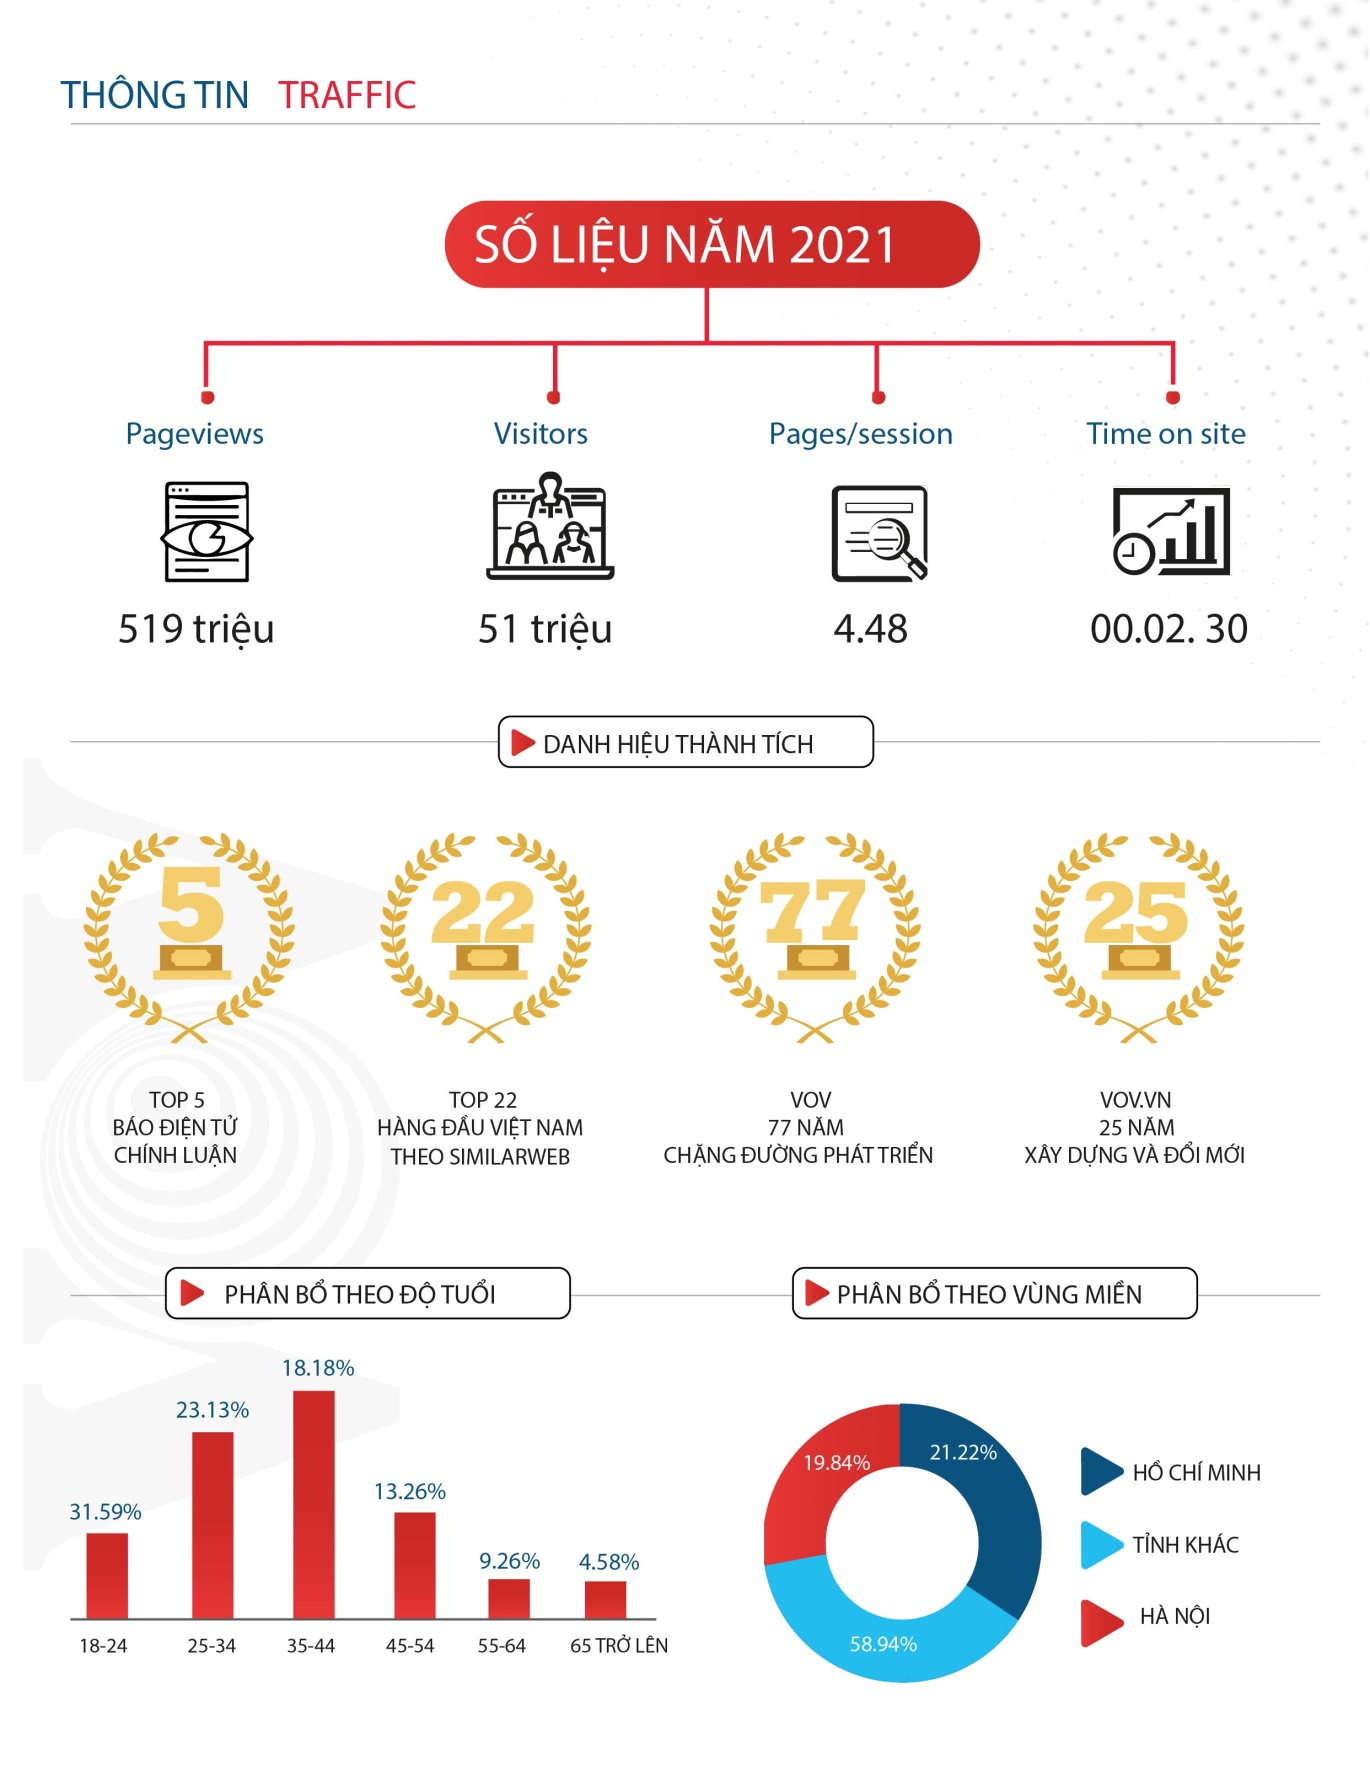 THÔNG TIN TRAFFIC
SỐ LIỆU NĂM 2021
Pageviews
Visitors
Pages/session
Time on site
519 triệu
51 triệu
4.48
00.02. 30
DANH HIỆU THÀNH TÍCH
5
22
77
25
TOP 5
BÁO ĐIỆN TỬ
CHÍNH LUẬN
TOP 22
HÀNG ĐẦU VIỆT NAM
THEO SIMILARWEB
VOV
77 NĂM
CHẶNG ĐƯỜNG PHÁT TRIỂN
VOV.VN
25 NĂM
XÂY DỰNG VÀ ĐỔI MỚI
PHÂN BỔ THEO ĐỘ TUỔI
31.59%
23.13%
18.18%
13.26%
9.26%
4.58%
18-24
25-34
35-44
45-54
55-64
65 TRỞ LÊN
PHÂN BỔ THEO VÙNG MIỀN
19.84%
21.22%
58.94%
HỒ CHÍ MINH
TỈNH KHÁC
HÀ NỘI